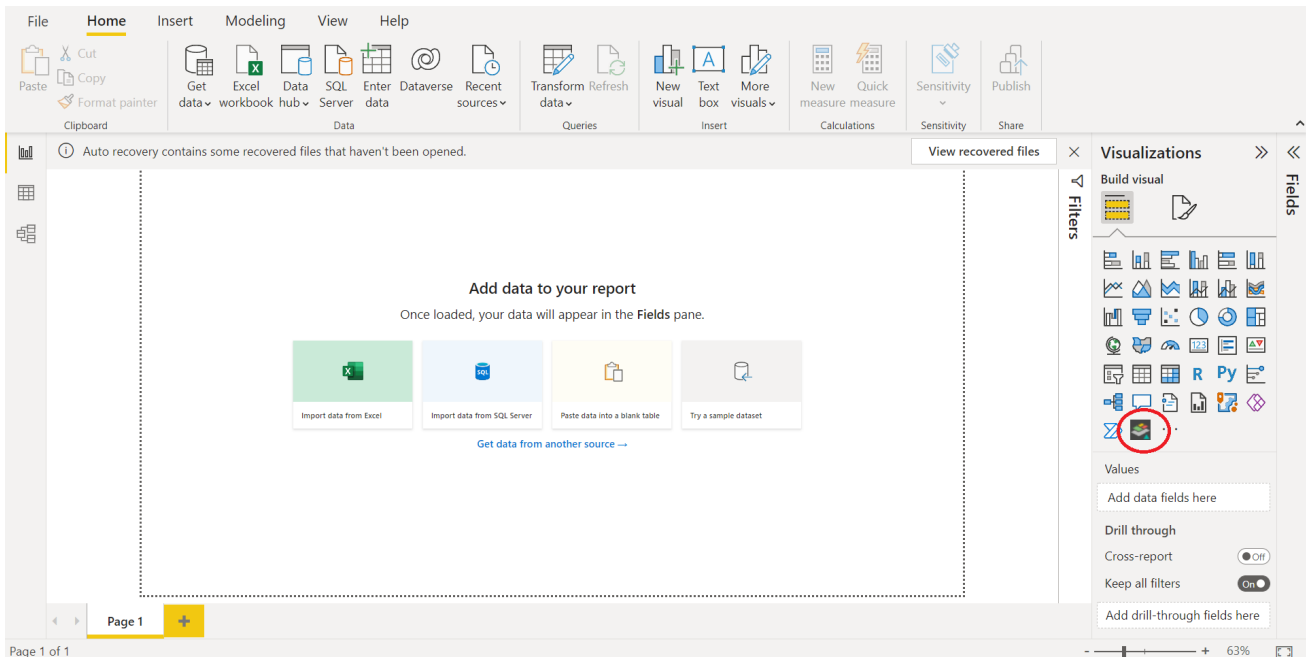 File Home Insert Modeling View Help
Paste
Cut
Copy
Format painter
Clipboard
Get data
Excel workbook
Data hub
SQL Server
Enter data
Dataverse
Recent sources
Data
Transform data
Refresh
Queries
New visual
Text box
More visuals
Insert
New measure
Quick measure
Calculations
Sensitivity
Sensitivity
Publish
Share
Auto recovery contains some recovered files that haven't been opened.
View recovered files
Add data to your report
Once loaded, your data will appear in the Fields pane.
Import data from Excel
Import data from SQL Server
SQL
Paste data into a blank table
Try a sample dataset
Get data from another source →
Filters
Visualizations
Build visual
123
R
Py
Values
Add data fields here
Drill through
Cross-report
Off
Keep all filters
On
Add drill-through fields here
Fields
Page 1
Page 1 of 1
- + 63%